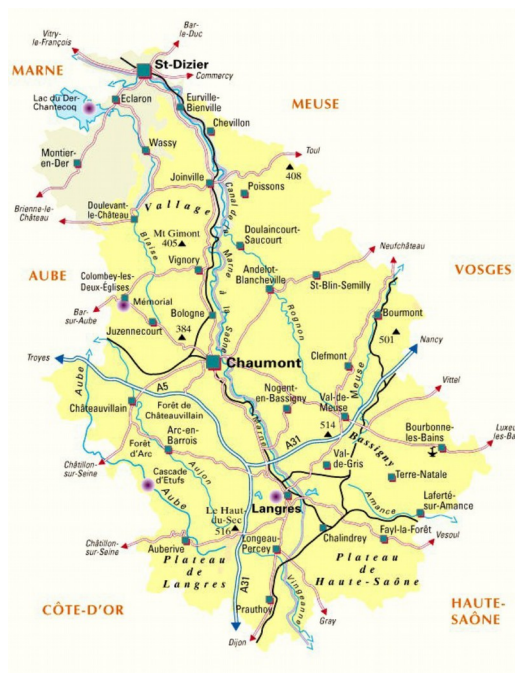 Bar-
le-Duc
Vitry-
le-François
St-Dizier
MARNE
Commercy
Lac du Der-
Chantecoq
Eclaron
Eurville-
Bienville
MEUSE
Chevillon
Wassy
Montier-
en-Der
Toul
408
Joinville
Poissons
Brienne-le-
Château
Doulevant-
le-Château
Vallage
Canal de la Marne à la Saône
Mt Gimont
405
Blaise
Doulaincourt-
Saucourt
Neufchâteau
AUBE
Colombey-les-
Deux-Églises
Vignory
Andelot-
Blancheville
St-Blin-Semilly
VOSGES
Mémorial
Bar-
sur-Aube
Bologne
Rognon
Bourmont
Juzennecourt
384
501
Nancy
Troyes
Chaumont
Clefmont
Meuse
Aube
A5
Vittel
Nogent-
en-Bassigny
Val-de-
Meuse
Châteauvillain
Forêt de
Châteauvillain
Marne
A31
514
Bassigny
Bourbonne-
les-Bains
Luxeu
les-Ba
Forêt
d'Arc
Arc-en-
Barrois
Châtillon-
sur-Seine
Aujon
Val-
de-Gris
Cascade
d'Etufs
Terre-Natale
Aube
Langres
Amance
Laferté-
sur-Amance
Le Haut
du-Sec
516
Châtillon-
sur-Seine
Auberive
Longeau-
Percey
Chalindrey
Fayl-la-Forêt
Vesoul
Plateau
de
Langres
Plateau
de
Haute-Saône
A31
Vingeanne
CÔTE-D'OR
Prauthoy
Gray
HAUTE-
SAÔNE
Dijon